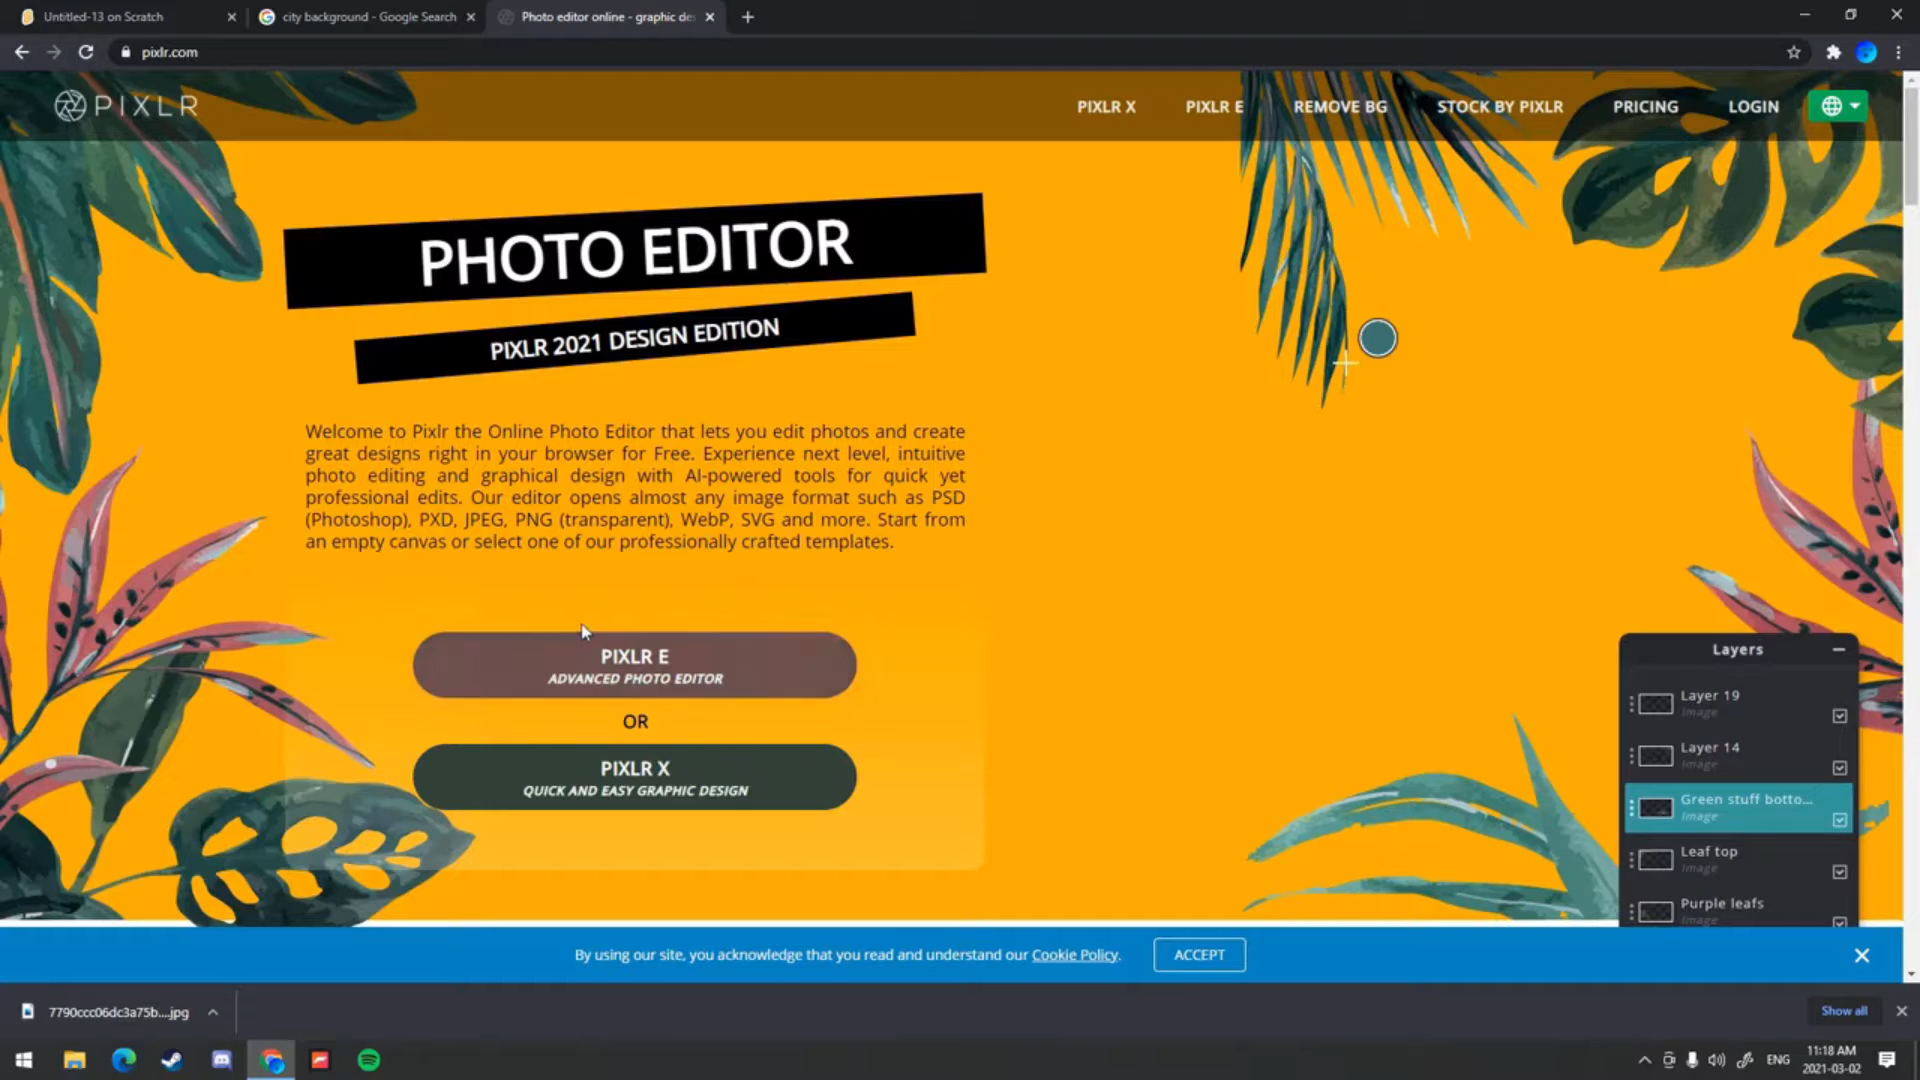 Untitled-13 on Scratch
city background - Google Search
Photo editor online - graphic de
pixlr.com
PIXLR
PIXLR X
PIXLR E
REMOVE BG
STOCK BY PIXLR
PRICING
LOGIN
PHOTO EDITOR
PIXLR 2021 DESIGN EDITION
Welcome to Pixlr the Online Photo Editor that lets you edit photos and create
great designs right in your browser for Free. Experience next level, intuitive
photo editing and graphical design with AI-powered tools for quick yet
professional edits. Our editor opens almost any image format such as PSD
(Photoshop), PXD, JPEG, PNG (transparent), WebP, SVG and more. Start from
an empty canvas or select one of our professionally crafted templates.
PIXLR E
ADVANCED PHOTO EDITOR
OR
PIXLR X
QUICK AND EASY GRAPHIC DESIGN
Layers
Layer 19
Image
Layer 14
Image
Green stuff botto...
Image
Leaf top
Image
Purple leafs
Image
By using our site, you acknowledge that you read and understand our Cookie Policy.
ACCEPT
7790ccc06dc3a75b....jpg
Show all
ENG
11:18 AM
2021-03-02